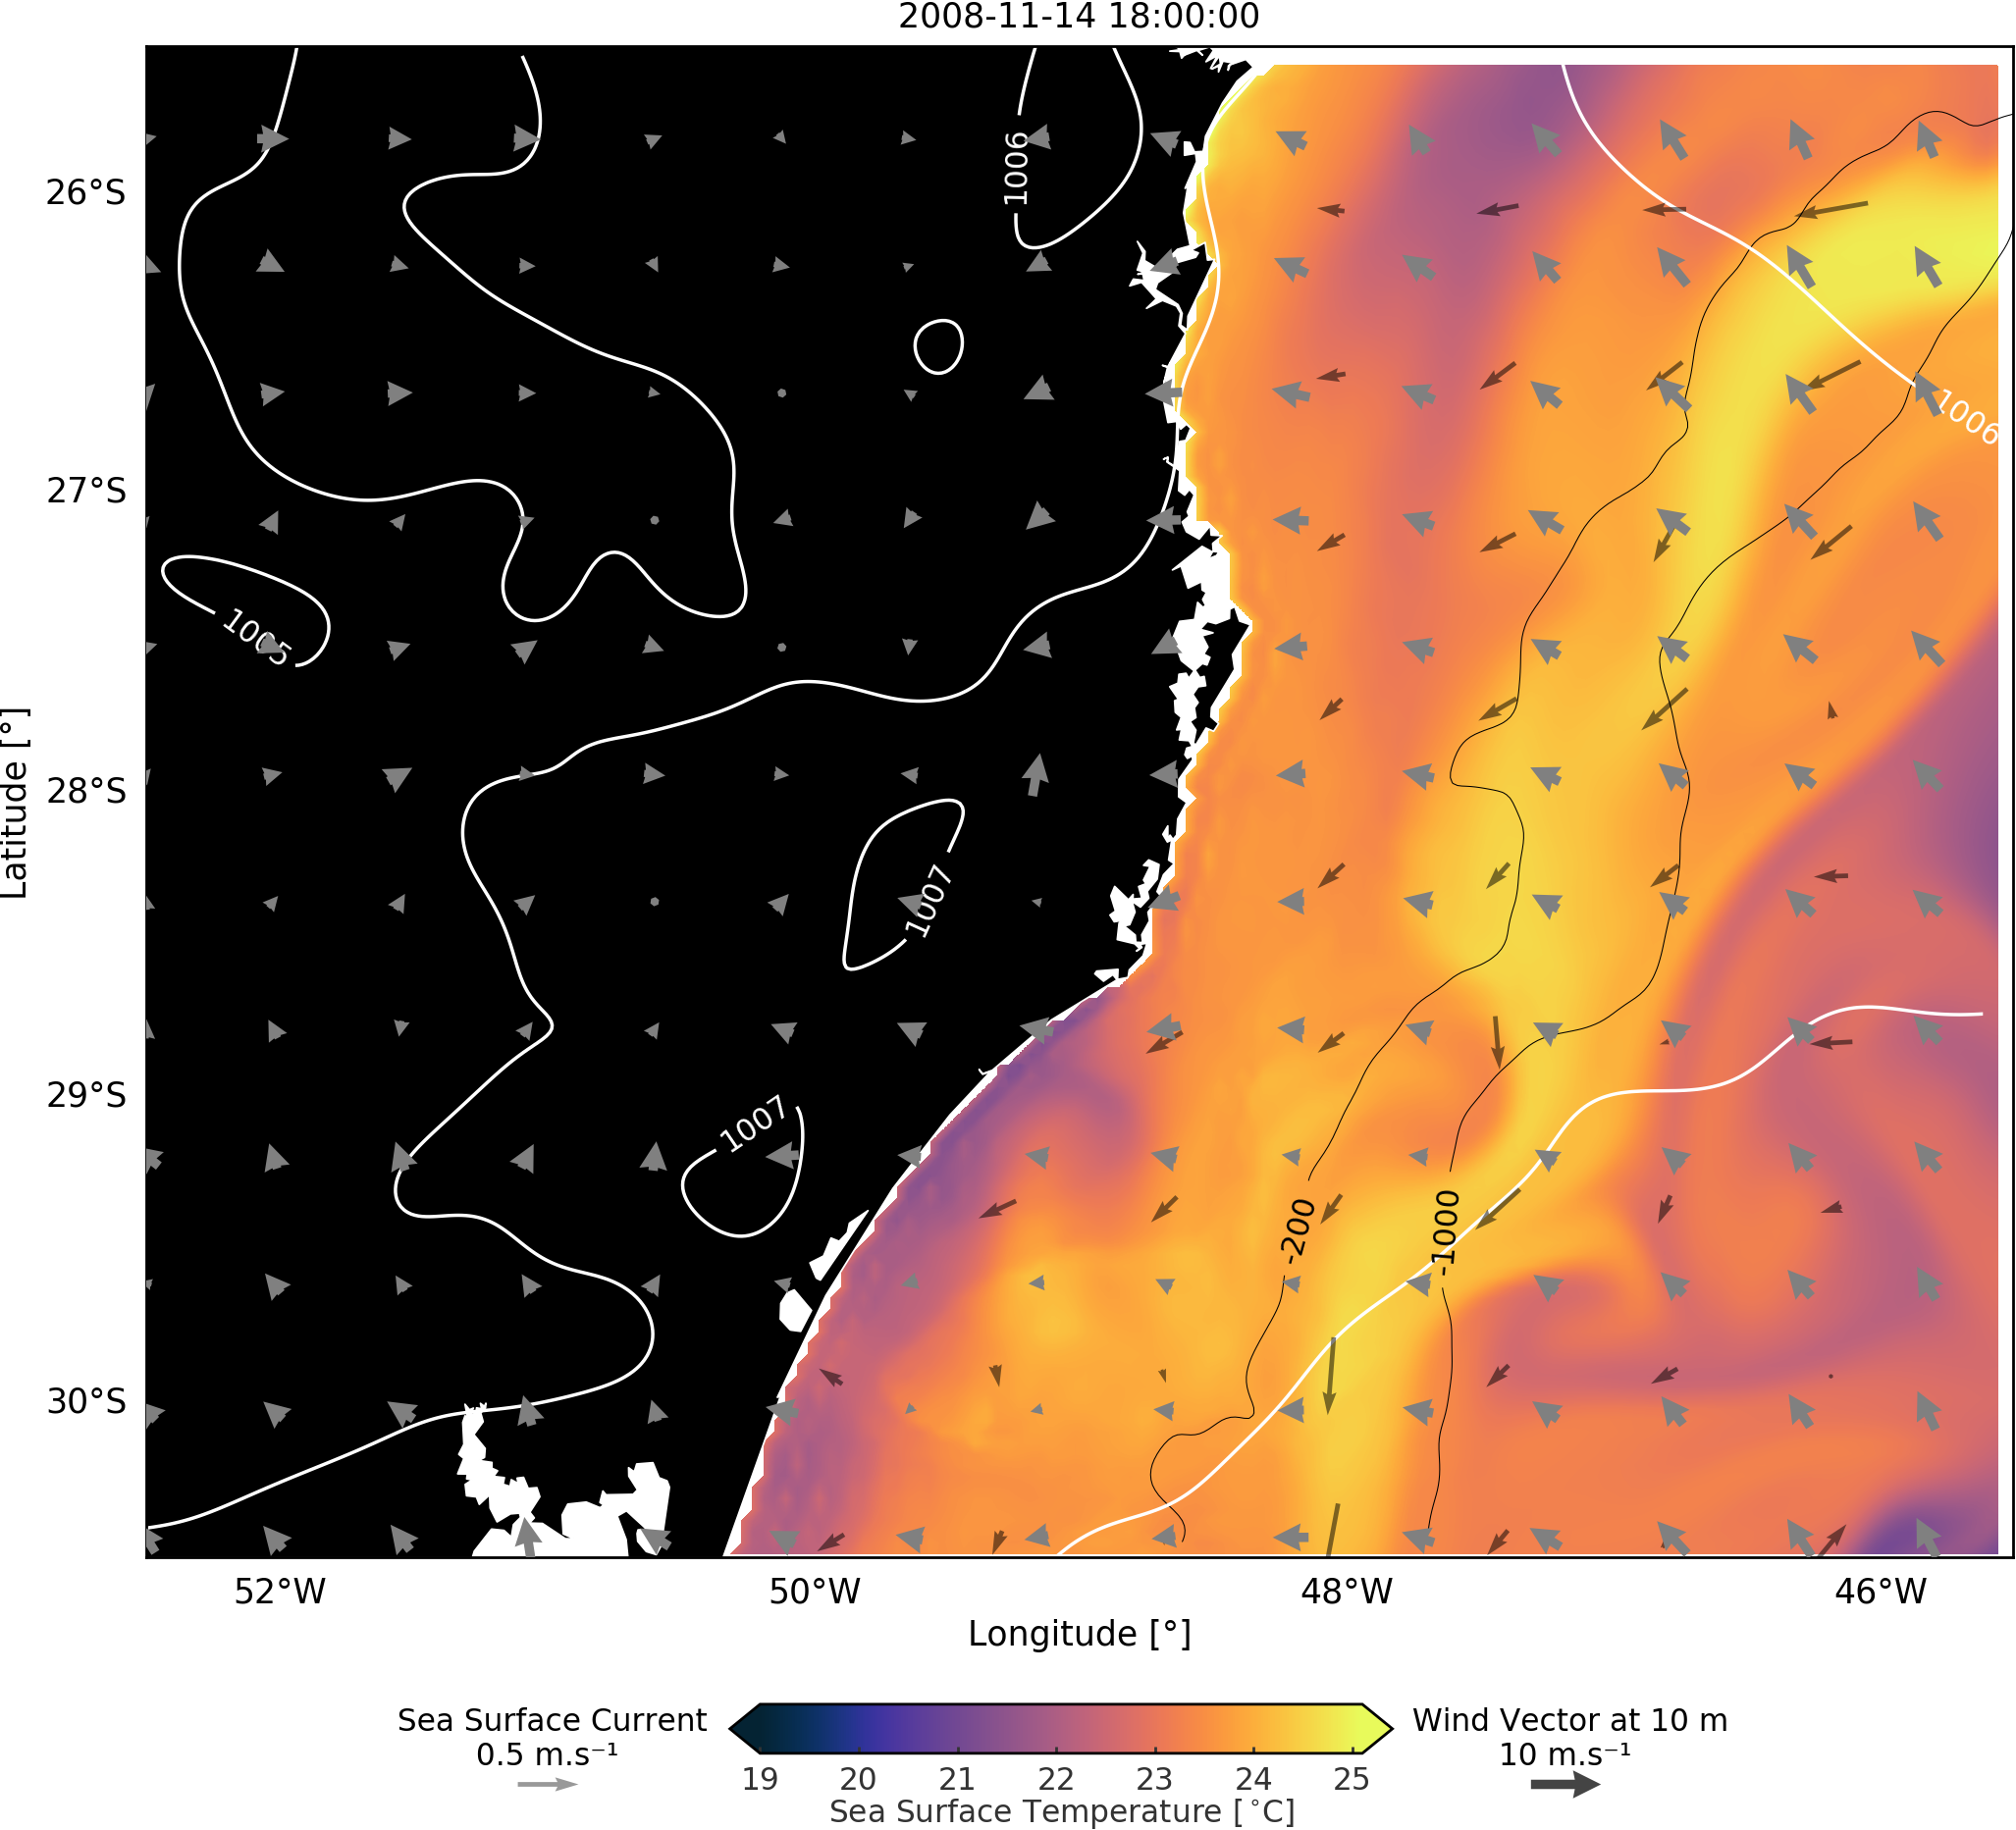 2008-11-14 18:00:00
1006
26°S
1006
27°S
1005
Latitude [°]
28°S
1007
29°S
1007
-200
-1000
30°S
52°W
50°W
48°W
46°W
Longitude [°]
Sea Surface Current
0.5 m.s⁻¹
19
20
21
22
23
24
25
Sea Surface Temperature [°C]
Wind Vector at 10 m
10 m.s⁻¹